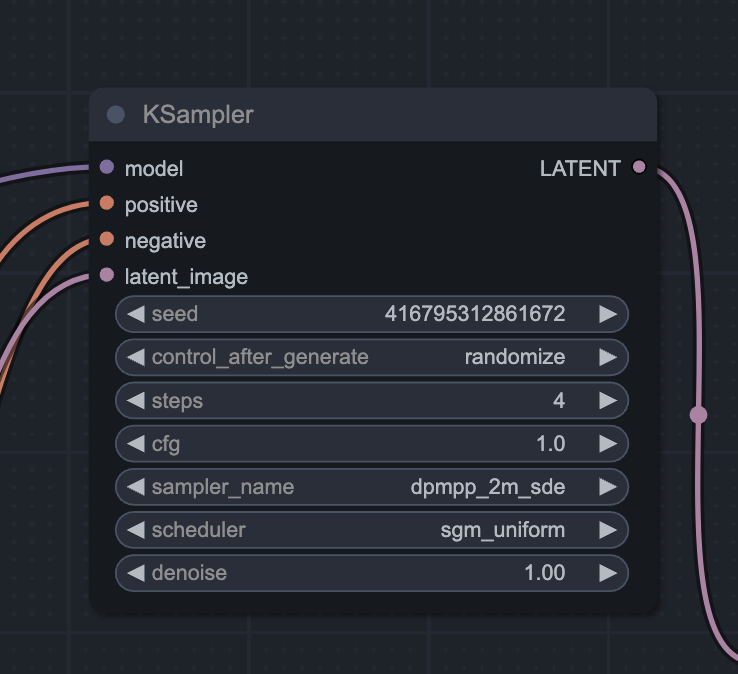 KSampler
model LATENT
positive
negative
latent_image
seed 416795312861672
control_after_generate randomize
steps 4
cfg 1.0
sampler_name dpmpp_2m_sde
scheduler sgm_uniform
denoise 1.00